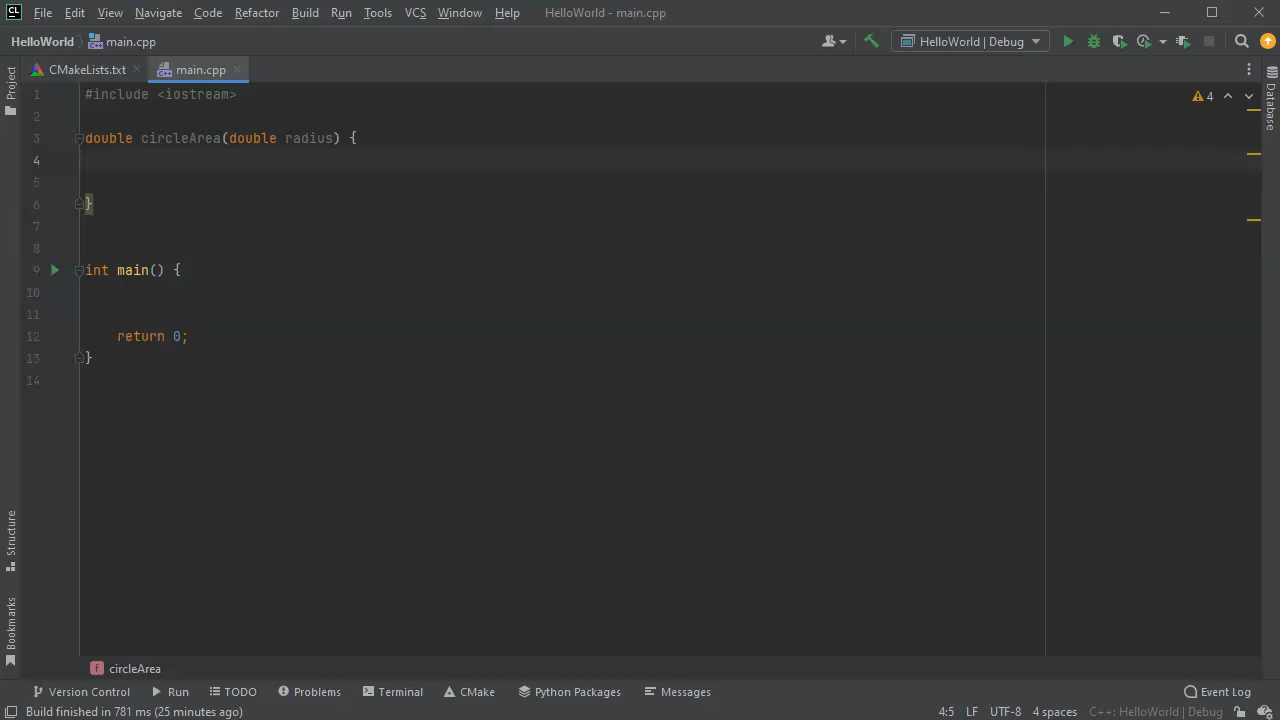 CL File Edit View Navigate Code Refactor Build Run Tools VCS Window Help HelloWorld - main.cpp
HelloWorld main.cpp HelloWorld | Debug
CMakeLists.txt main.cpp
Project
Database
4
1 #include <iostream>
2
3 double circleArea(double radius) {
4
5
6 }
7
8
9 int main() {
10
11
12 return 0;
13 }
14
Structure
Bookmarks
f circleArea
Version Control Run TODO Problems Terminal CMake Python Packages Messages Event Log
Build finished in 781 ms (25 minutes ago) 4:5 LF UTF-8 4 spaces C++: HelloWorld | Debug